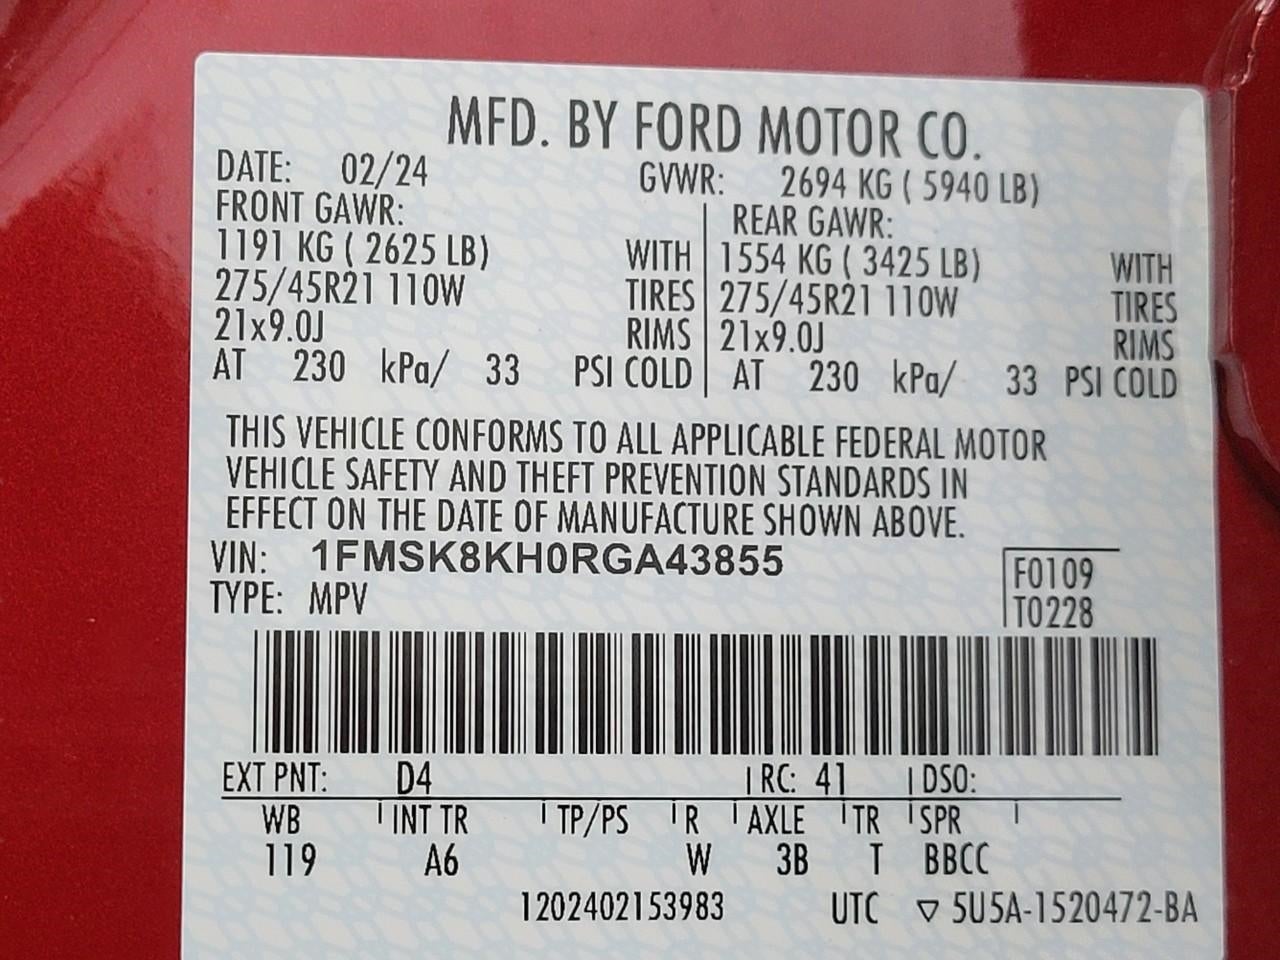 MFD. BY FORD MOTOR CO.
DATE: 02/24 GVWR: 2694 KG ( 5940 LB)
FRONT GAWR: REAR GAWR:
1191 KG ( 2625 LB) WITH 1554 KG ( 3425 LB) WITH
275/45R21 110W TIRES 275/45R21 110W TIRES
21x9.0J RIMS 21x9.0J RIMS
AT 230 kPa/ 33 PSI COLD AT 230 kPa/ 33 PSI COLD
THIS VEHICLE CONFORMS TO ALL APPLICABLE FEDERAL MOTOR
VEHICLE SAFETY AND THEFT PREVENTION STANDARDS IN
EFFECT ON THE DATE OF MANUFACTURE SHOWN ABOVE.
VIN: 1FMSK8KH0RGA43855 F0109
TYPE: MPV T0228
EXT PNT: D4 RC: 41 DSO:
WB INT TR TP/PS R AXLE TR SPR
119 A6 W 3B T BBCC
1202402153983 UTC ▽ 5U5A-1520472-BA